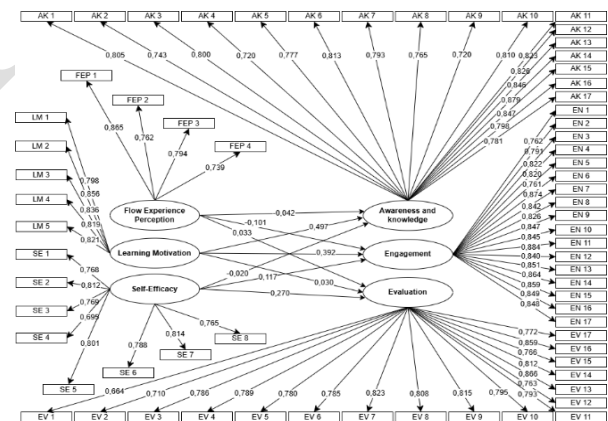 AK 1 AK 2 AK 3 AK 4 AK 5 AK 6 AK 7 AK 8 AK 9 AK 10 AK 11
AK 12
AK 13
AK 14
AK 15
AK 16
AK 17
0,805 0,743 0,800 0,720 0,777 0,813 0,793 0,765 0,720 0,810 0,823
0,826
0,846
0,879
0,847
0,798
0,781
FEP 1
FEP 2
FEP 3
FEP 4
0,865
0,762
0,794
0,739
LM 1
LM 2
LM 3
LM 4
LM 5
0,798
0,856
0,836
0,819
0,821
SE 1
SE 2
SE 3
SE 4
SE 5
SE 6
SE 7
SE 8
0,768
0,812
0,769
0,695
0,801
0,788
0,814
0,765
Flow Experience
Perception
Learning Motivation
Self-Efficacy
-0,042
-0,101
0,033
0,497
0,392
0,030
-0,020
0,117
0,270
Awareness and
knowledge
Engagement
Evaluation
EN 1
EN 2
EN 3
EN 4
EN 5
EN 6
EN 7
EN 8
EN 9
EN 10
EN 11
EN 12
EN 13
EN 14
EN 15
EN 16
EN 17
0,762
0,791
0,822
0,820
0,761
0,874
0,842
0,826
0,847
0,845
0,884
0,840
0,851
0,864
0,859
0,849
0,848
EV 17
EV 16
EV 15
EV 14
EV 13
EV 12
0,772
0,859
0,766
0,812
0,866
0,763
0,793
0,664 0,710 0,786 0,789 0,780 0,785 0,823 0,808 0,815 0,795
EV 1 EV 2 EV 3 EV 4 EV 5 EV 6 EV 7 EV 8 EV 9 EV 10 EV 11